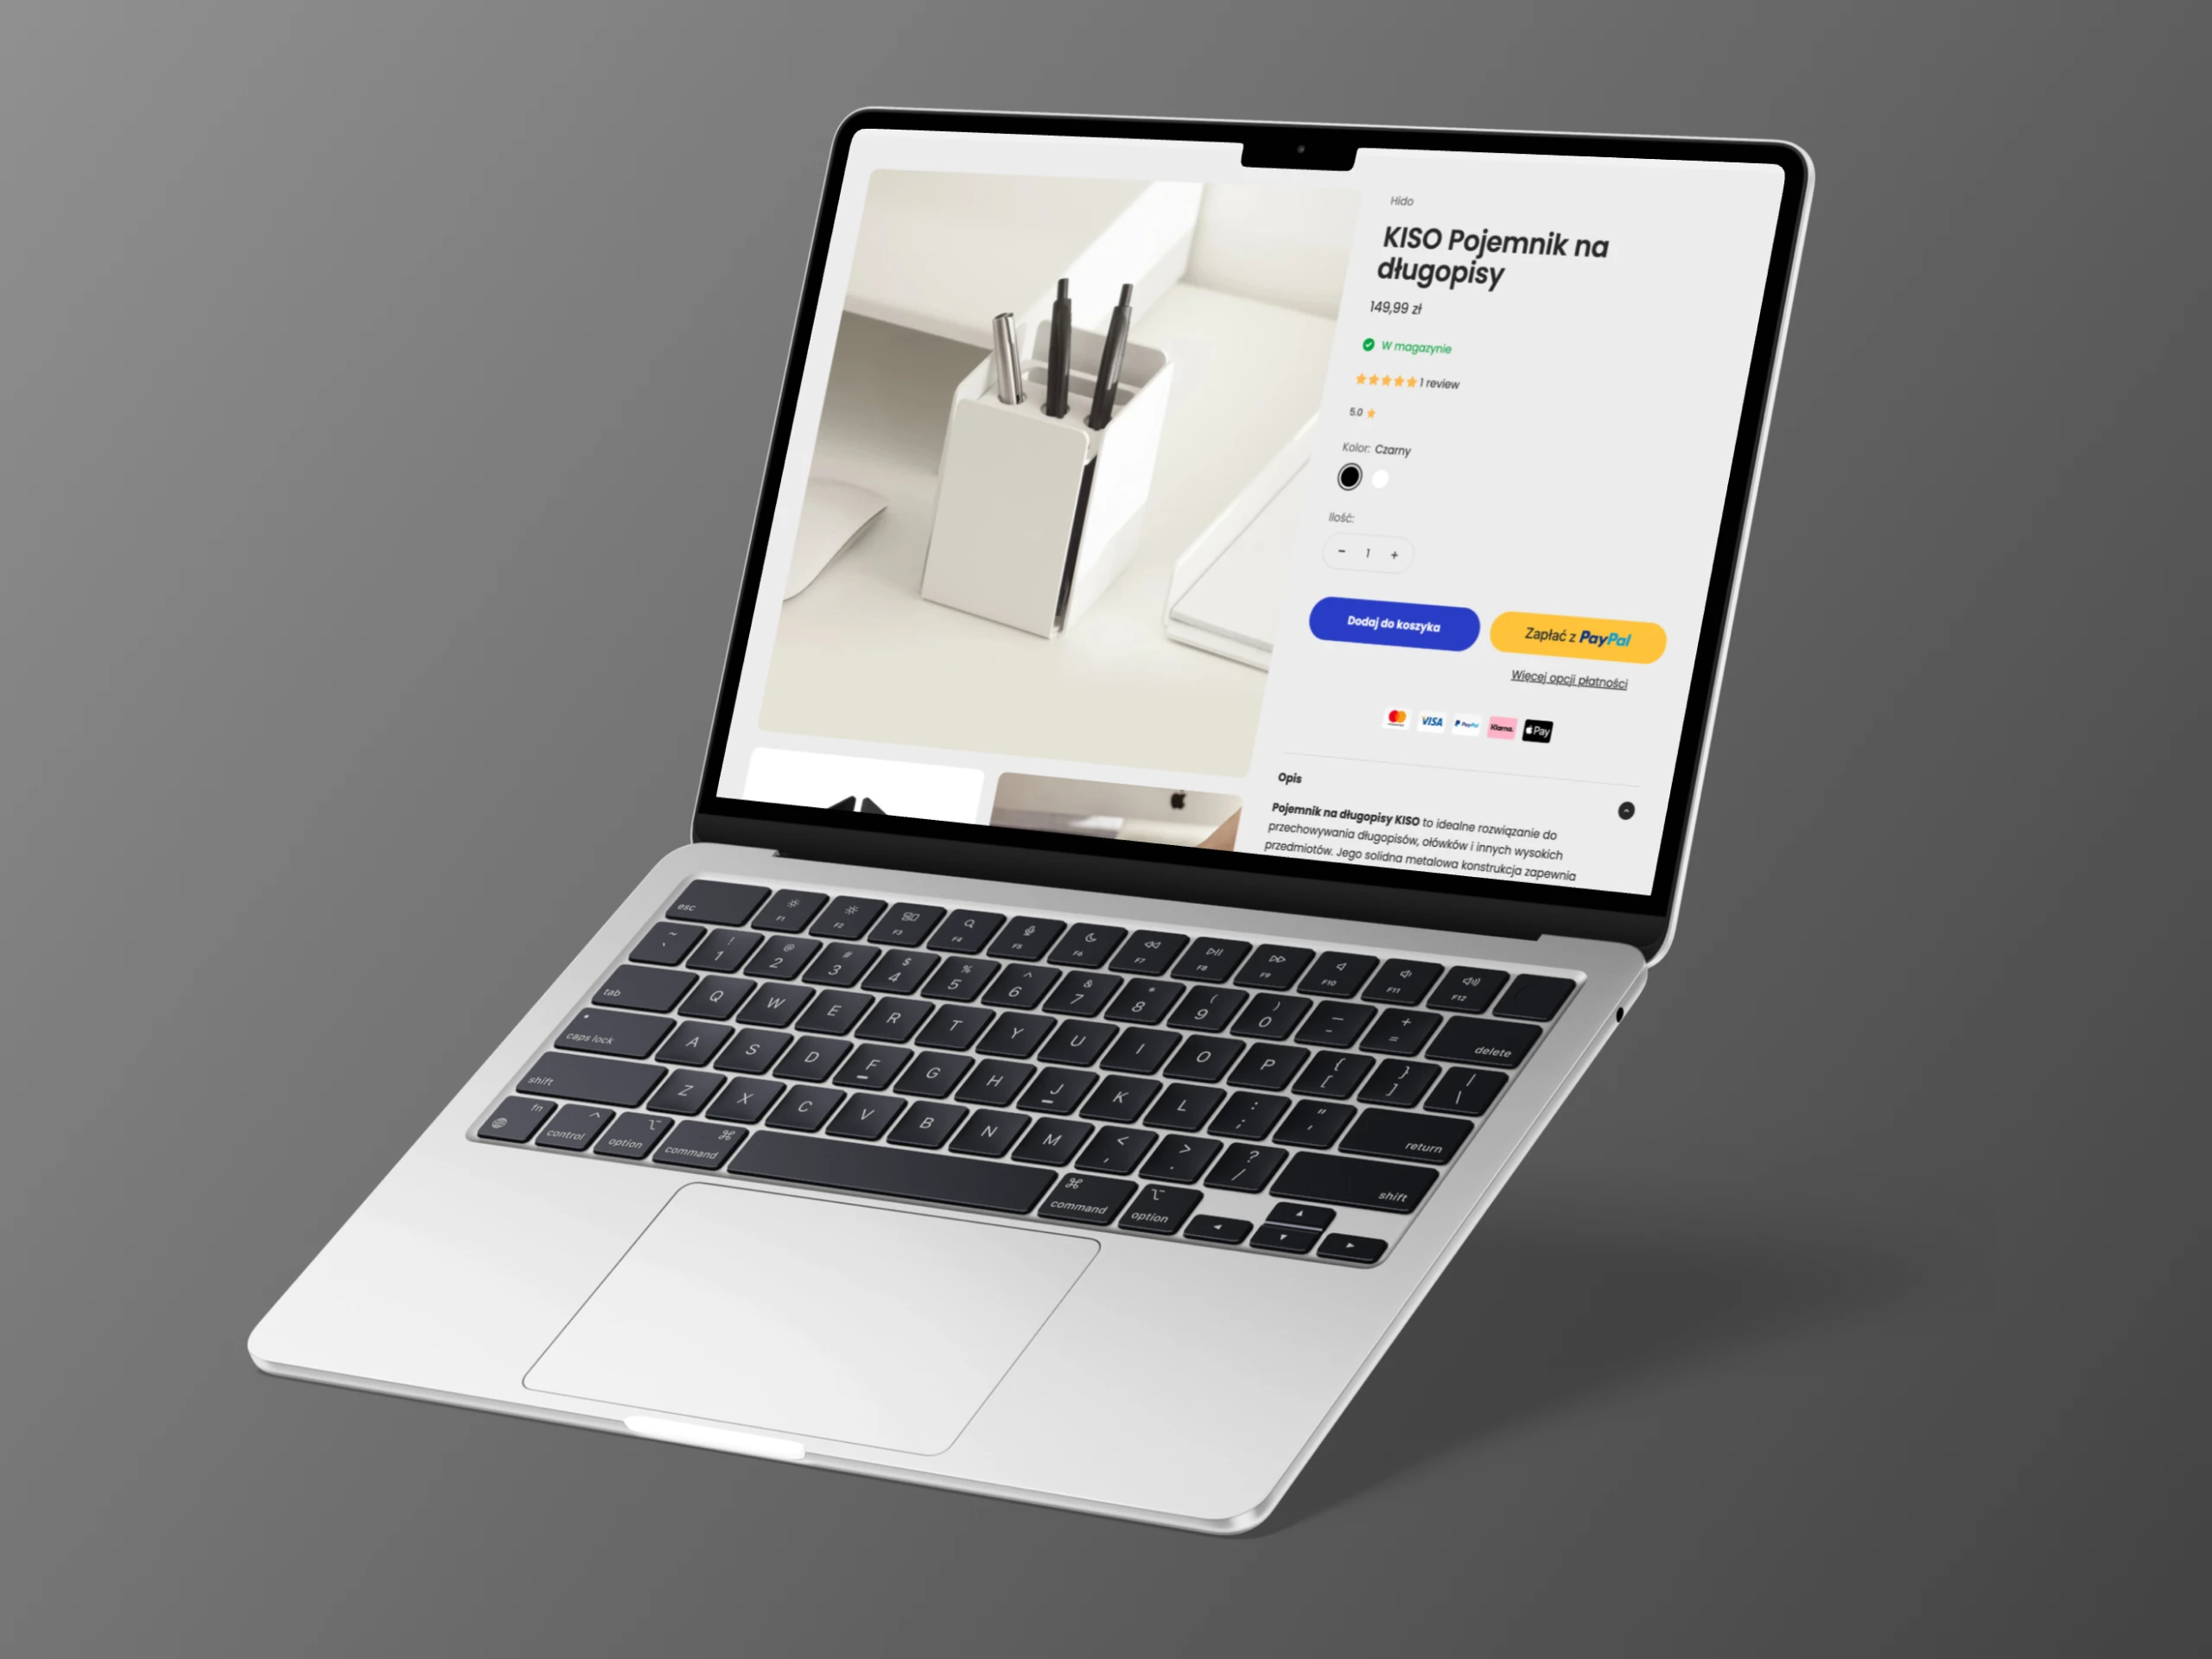 Hido
KISO Pojemnik na
długopisy
149,99 zł
W magazynie
1 review
5.0
Kolor: Czarny
Ilość:
− 1 +
Dodaj do koszyka
Zapłać z PayPal
Więcej opcji płatności
VISA PayPal Klarna. Pay
Opis
Pojemnik na długopisy KISO to idealne rozwiązanie do
przechowywania długopisów, ołówków i innych wysokich
przedmiotów. Jego solidna metalowa konstrukcja zapewnia
esc F1 F2 F3 F4 F5 F6 F7 F8 F9 F10 F11 F12
~ ! @ # $ % ^ & * ( ) — +
` 1 2 3 4 5 6 7 8 9 0 - = delete
tab Q W E R T Y U I O P { [ } ] | \
caps lock A S D F G H J K L : ; " ' return
shift Z X C V B N M < , > . ? / shift
fn control ^ option ⌥ command ⌘ ⌘ command ⌥ option